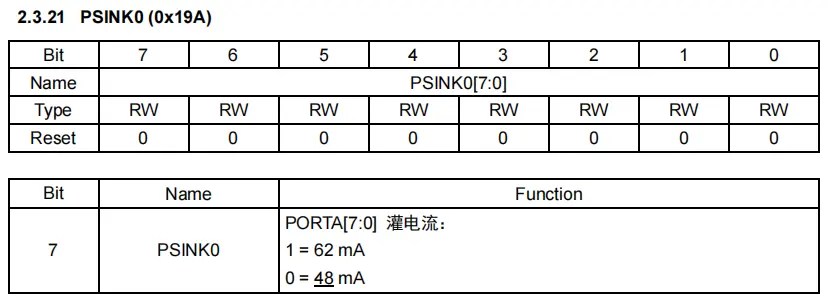 2.3.21 PSINK0 (0x19A)
Bit 7 6 5 4 3 2 1 0
Name PSINK0[7:0]
Type RW RW RW RW RW RW RW RW
Reset 0 0 0 0 0 0 0 0
Bit Name Function
7 PSINK0 PORTA[7:0] 灌电流：
1 = 62 mA
0 = 48 mA